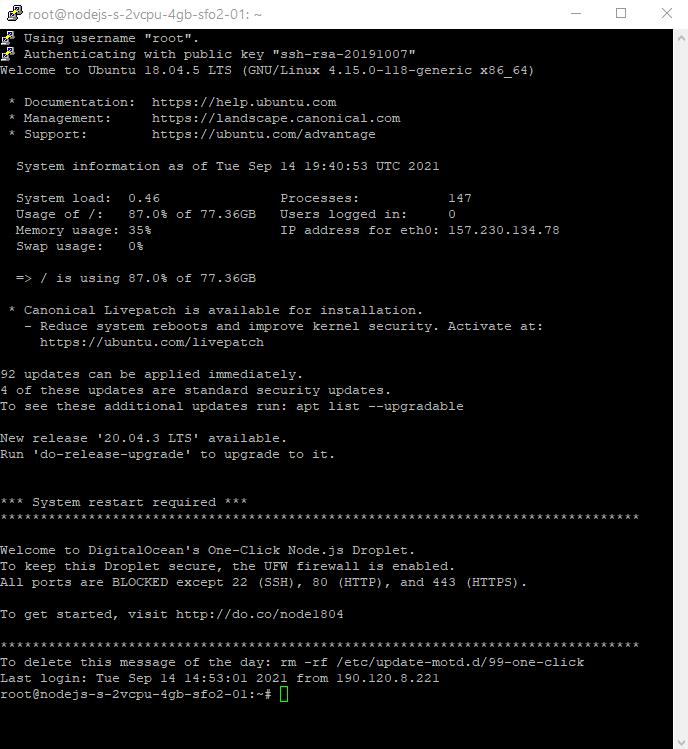 root@nodejs-s-2vcpu-4gb-sfo2-01: ~
Using username "root".
Authenticating with public key "ssh-rsa-20191007"
Welcome to Ubuntu 18.04.5 LTS (GNU/Linux 4.15.0-118-generic x86_64)

 * Documentation:  https://help.ubuntu.com
 * Management:     https://landscape.canonical.com
 * Support:        https://ubuntu.com/advantage

  System information as of Tue Sep 14 19:40:53 UTC 2021

  System load:  0.46               Processes:           147
  Usage of /:   87.0% of 77.36GB   Users logged in:     0
  Memory usage: 35%                IP address for eth0: 157.230.134.78
  Swap usage:   0%

  => / is using 87.0% of 77.36GB

 * Canonical Livepatch is available for installation.
   - Reduce system reboots and improve kernel security. Activate at:
     https://ubuntu.com/livepatch

92 updates can be applied immediately.
4 of these updates are standard security updates.
To see these additional updates run: apt list --upgradable

New release '20.04.3 LTS' available.
Run 'do-release-upgrade' to upgrade to it.

*** System restart required ***
********************************************************************************

Welcome to DigitalOcean's One-Click Node.js Droplet.
To keep this Droplet secure, the UFW firewall is enabled.
All ports are BLOCKED except 22 (SSH), 80 (HTTP), and 443 (HTTPS).

To get started, visit http://do.co/node1804

********************************************************************************
To delete this message of the day: rm -rf /etc/update-motd.d/99-one-click
Last login: Tue Sep 14 14:53:01 2021 from 190.120.8.221
root@nodejs-s-2vcpu-4gb-sfo2-01:~#